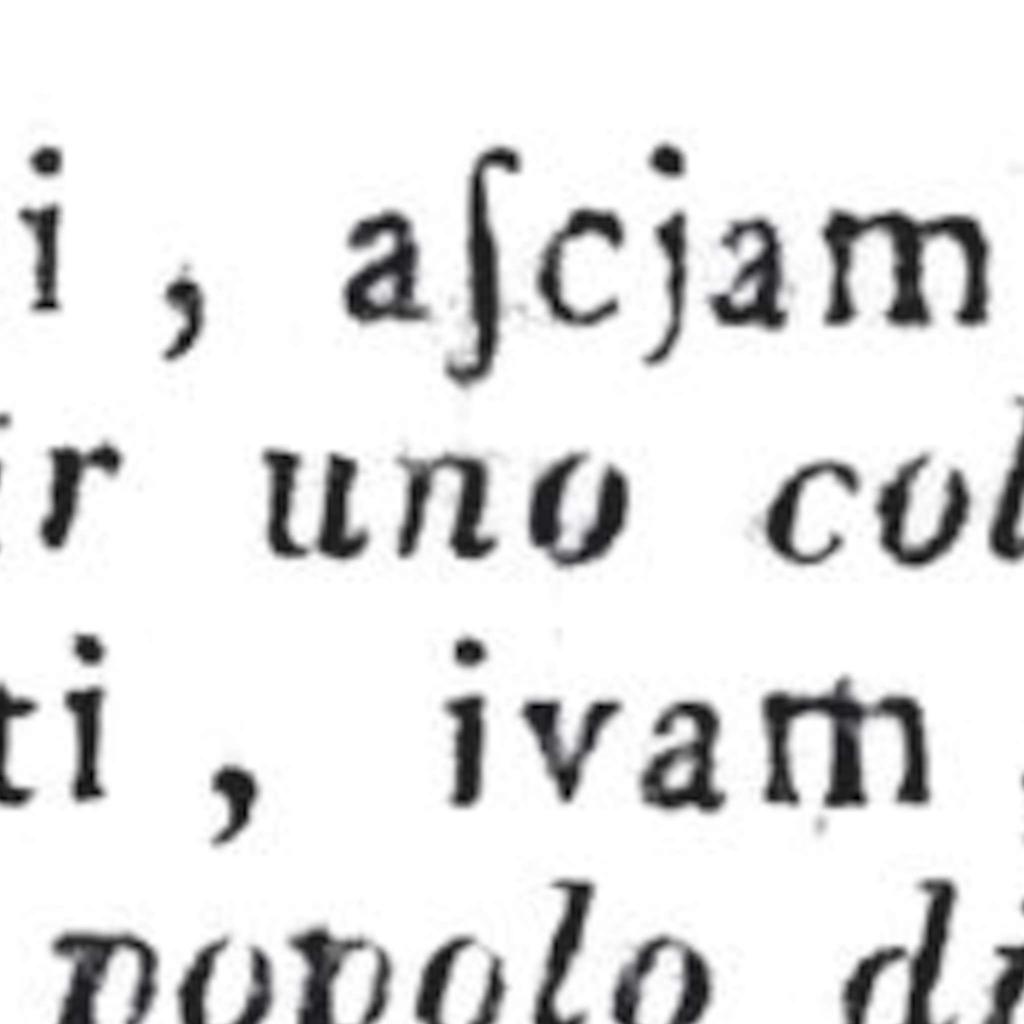 i , aſcjam
ir uno col
ti , ivam
popolo di